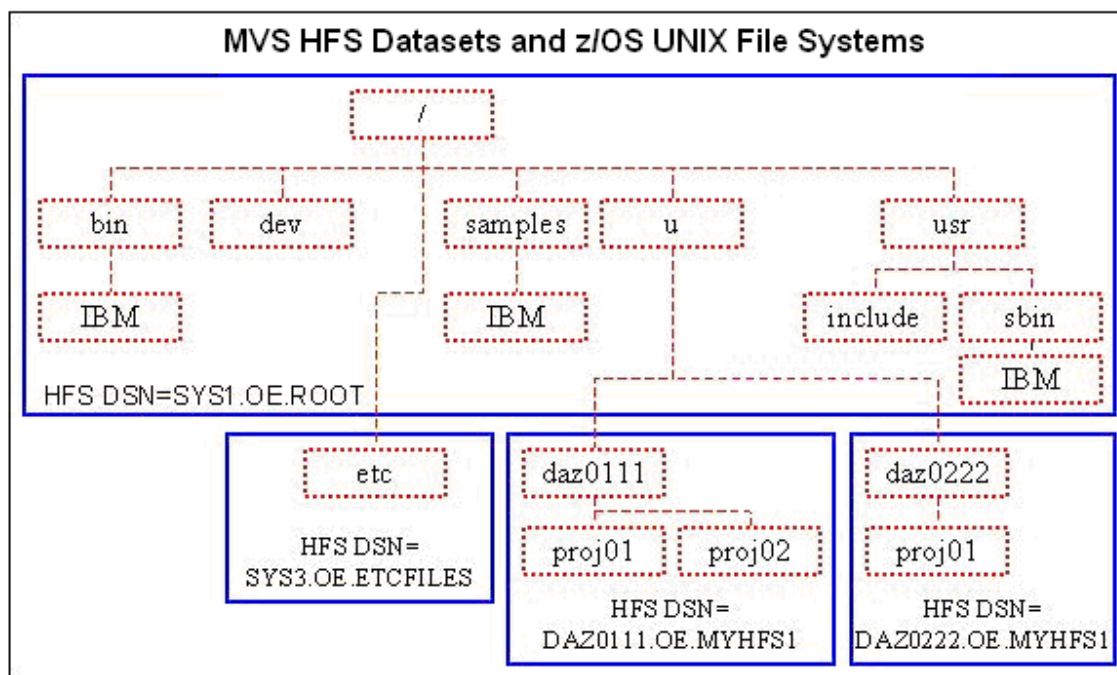 MVS HFS Datasets and z/OS UNIX File Systems
/
bin
dev
samples
u
usr
IBM
IBM
include
sbin
IBM
HFS DSN=SYS1.OE.ROOT
etc
HFS DSN=
SYS3.OE.ETCFILES
daz0111
proj01
proj02
HFS DSN=
DAZ0111.OE.MYHFS1
daz0222
proj01
HFS DSN=
DAZ0222.OE.MYHFS1